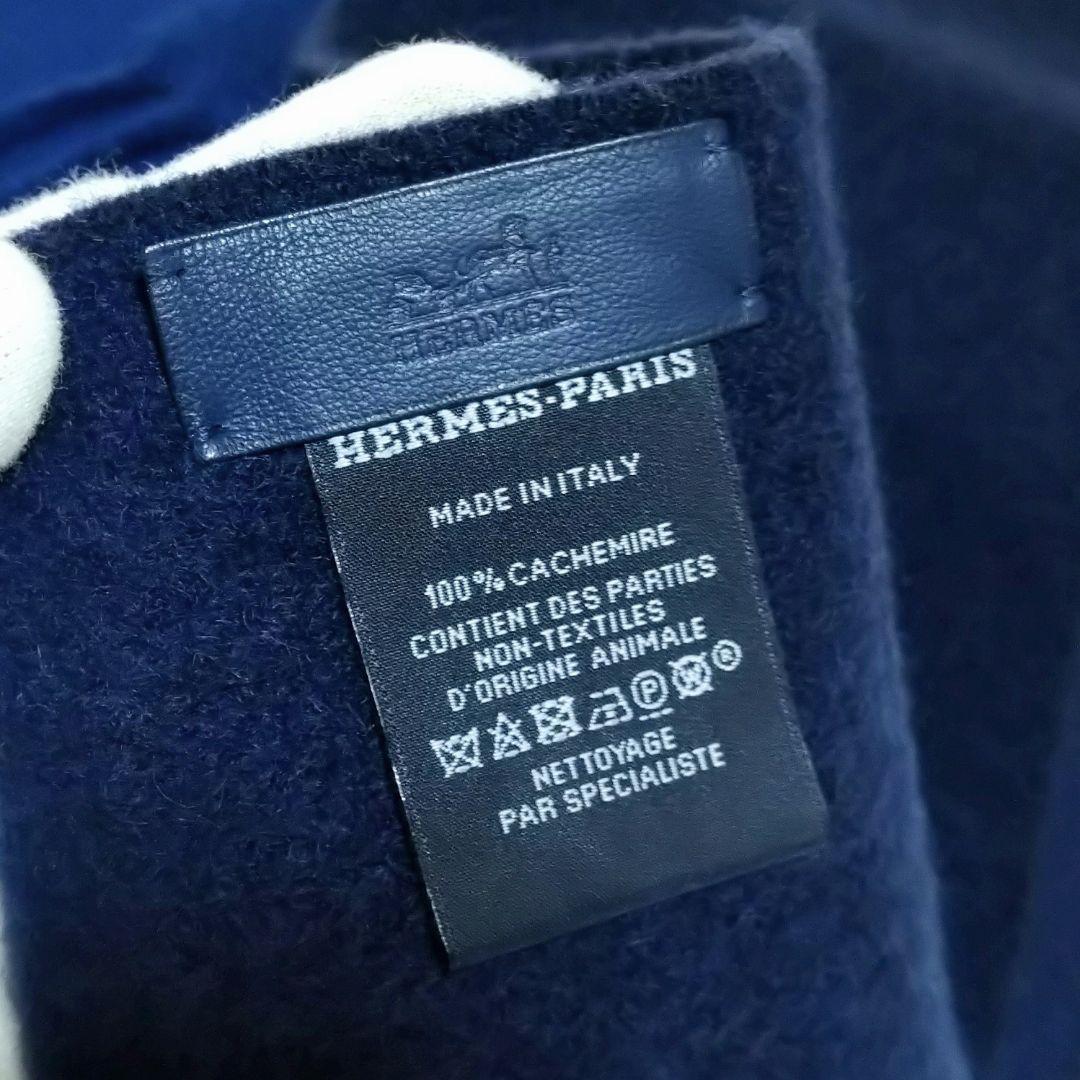 HERMES
HERMES-PARIS
MADE IN ITALY
100% CACHEMIRE
CONTIENT DES PARTIES
NON-TEXTILES
D'ORIGINE ANIMALE
P W ®
NETTOYAGE
PAR SPECIALISTE